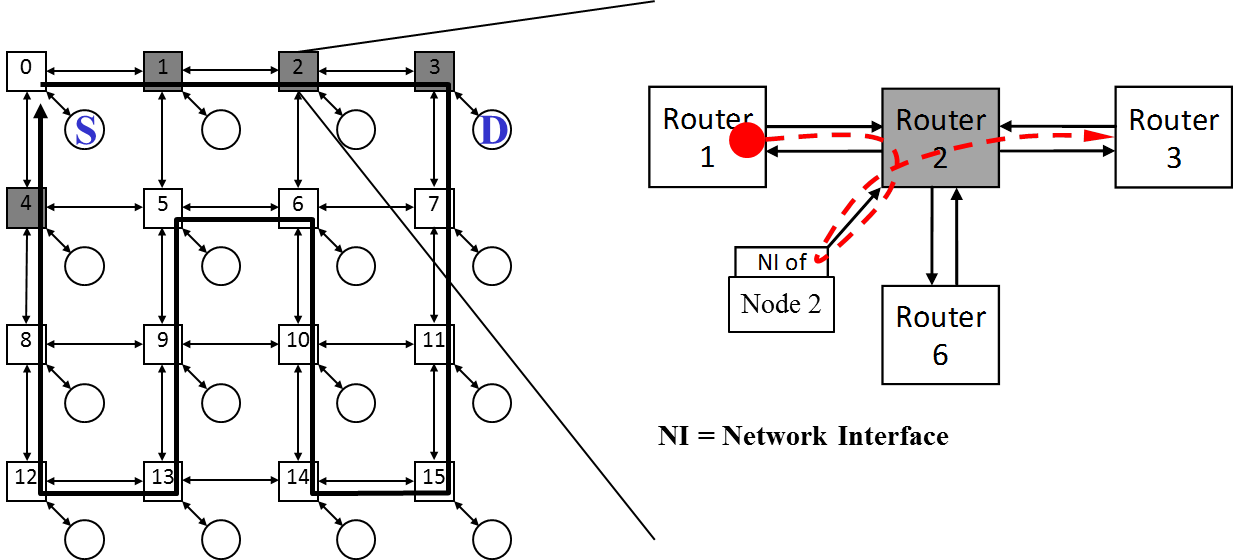 0 1 2 3
S D
4 5 6 7
8 9 10 11
12 13 14 15
Router
1
Router
2
Router
3
NI of
Node 2
Router
6
NI = Network Interface